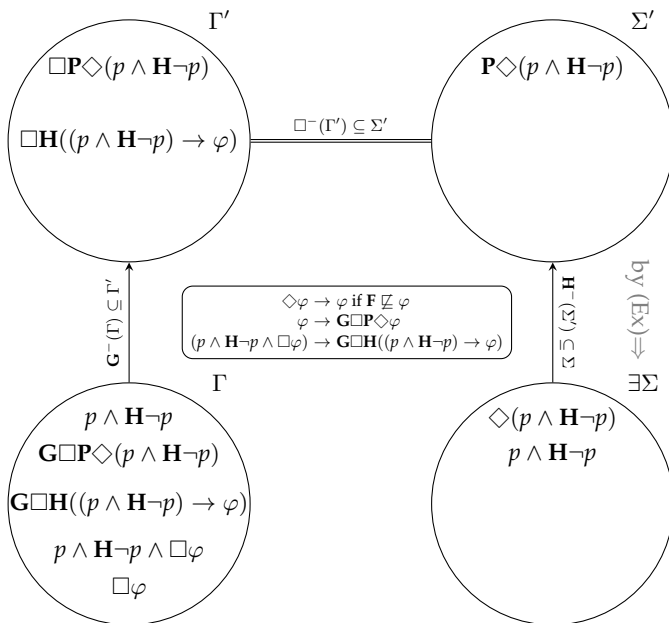 Γ′
Σ′
□𝐏◇(p ∧ 𝐇¬p)
□𝐇((p ∧ 𝐇¬p) → φ)
𝐏◇(p ∧ 𝐇¬p)
□⁻(Γ′) ⊆ Σ′
𝐆⁻(Γ) ⊆ Γ′
◇φ → φ if 𝐅 ⋢ φ
φ → 𝐆□𝐏◇φ
(p ∧ 𝐇¬p ∧ □φ) → 𝐆□𝐇((p ∧ 𝐇¬p) → φ)
𝐇⁻(Σ′) ⊆ Σ
by (Ex)⇒
Γ
∃Σ
p ∧ 𝐇¬p
𝐆□𝐏◇(p ∧ 𝐇¬p)
𝐆□𝐇((p ∧ 𝐇¬p) → φ)
p ∧ 𝐇¬p ∧ □φ
□φ
◇(p ∧ 𝐇¬p)
p ∧ 𝐇¬p